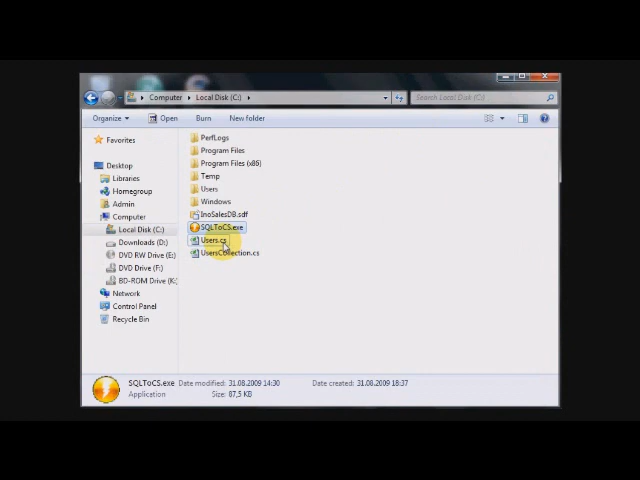 Computer Local Disk (C:) Search Local Disk (C:)
Organize Open Burn New folder
Favorites
Desktop
Libraries
Homegroup
Admin
Computer
Local Disk (C:)
Downloads (D:)
DVD RW Drive (E:)
DVD Drive (F:)
BD-ROM Drive (K:)
Network
Control Panel
Recycle Bin
PerfLogs
Program Files
Program Files (x86)
Temp
Users
Windows
InoSalesDB.sdf
SQLToCS.exe
Users.cs
UsersCollection.cs
SQLToCS.exe Date modified: 31.08.2009 14:30 Date created: 31.08.2009 18:37
Application Size: 87,5 KB